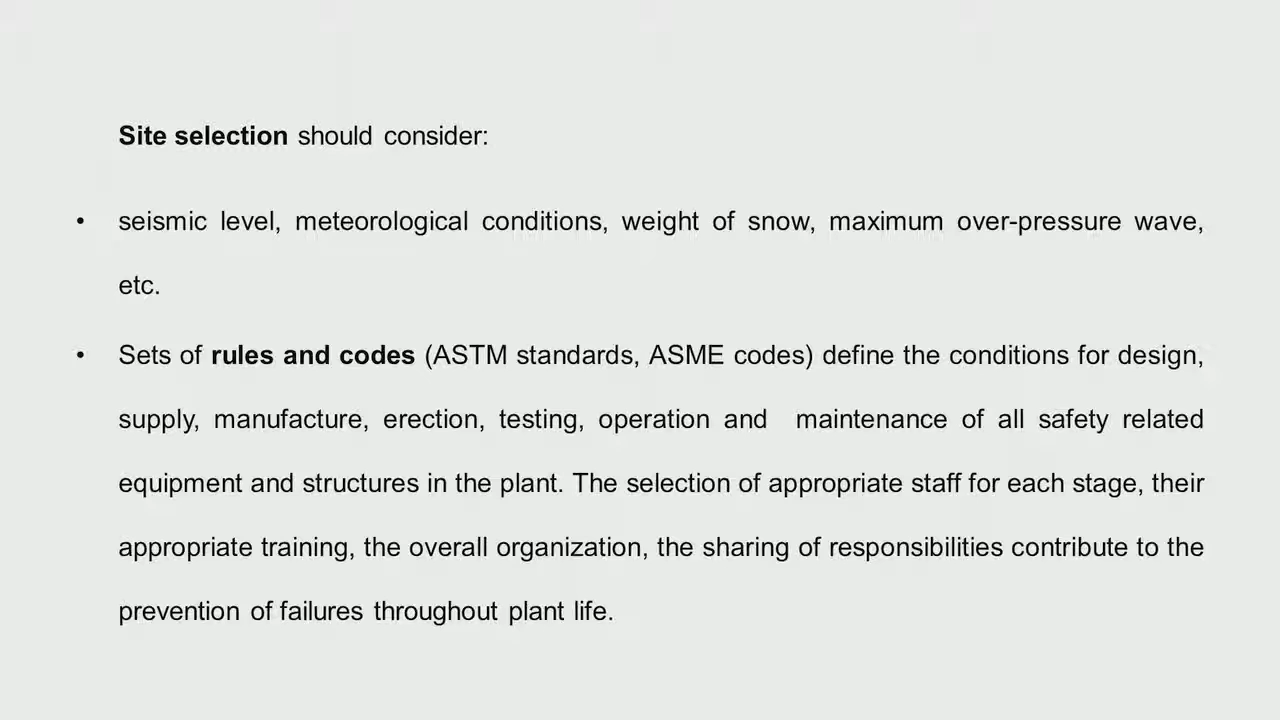 Site selection should consider:
• seismic level, meteorological conditions, weight of snow, maximum over-pressure wave,
etc.
• Sets of rules and codes (ASTM standards, ASME codes) define the conditions for design,
supply, manufacture, erection, testing, operation and maintenance of all safety related
equipment and structures in the plant. The selection of appropriate staff for each stage, their
appropriate training, the overall organization, the sharing of responsibilities contribute to the
prevention of failures throughout plant life.